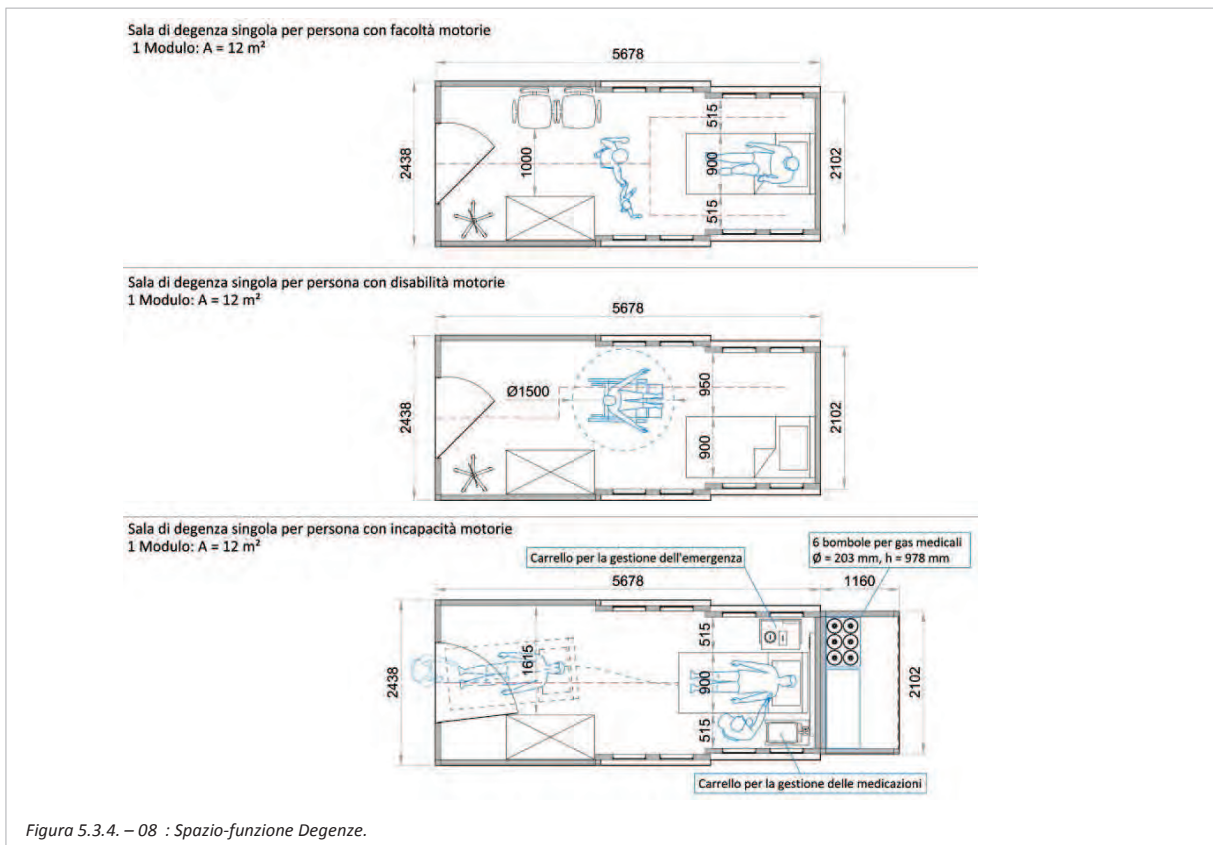 Sala di degenza singola per persona con facoltà motorie
1 Modulo: A = 12 m²
5678
2438
1000
515
900
515
2102
Sala di degenza singola per persona con disabilità motorie
1 Modulo: A = 12 m²
5678
2438
Ø1500
950
900
2102
Sala di degenza singola per persona con incapacità motorie
1 Modulo: A = 12 m²
Carrello per la gestione dell'emergenza
6 bombole per gas medicali
Ø = 203 mm, h = 978 mm
5678
1160
2438
1615
515
900
515
2102
Carrello per la gestione delle medicazioni
Figura 5.3.4. – 08 : Spazio-funzione Degenze.